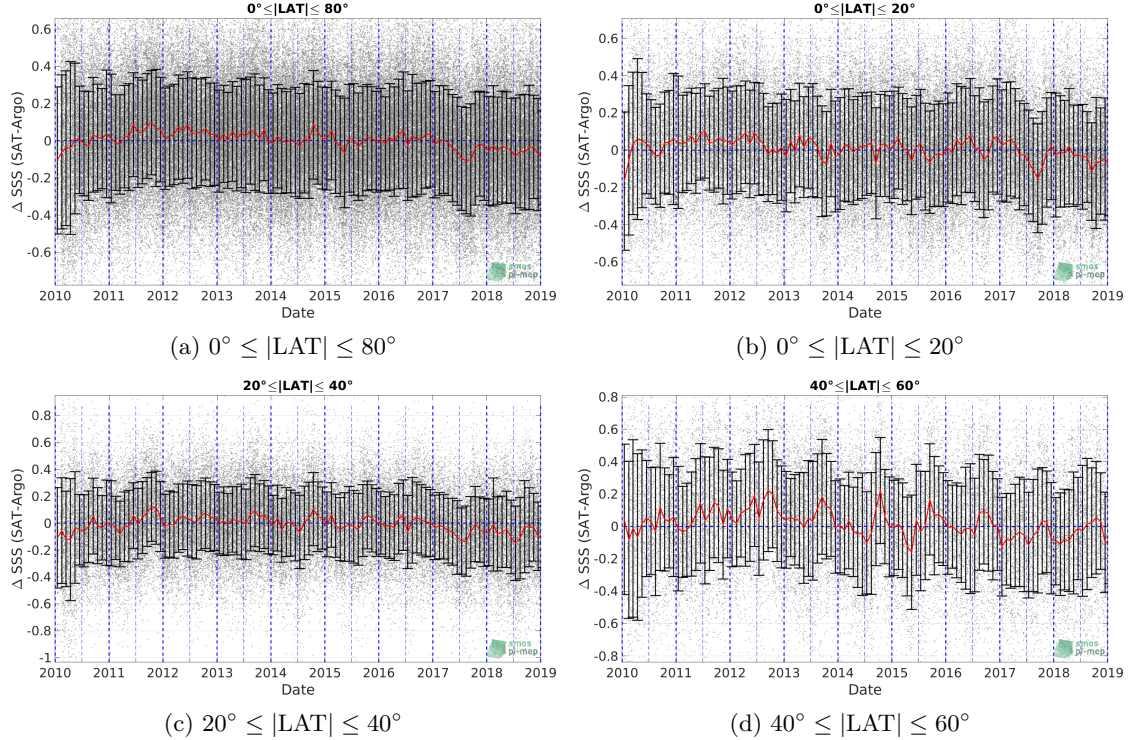 0°≤|LAT|≤ 80°
Δ SSS (SAT-Argo)
0.6
0.4
0.2
0
-0.2
-0.4
-0.6
2010 2011 2012 2013 2014 2015 2016 2017 2018 2019
Date
smos
pi-mep
(a) 0° ≤ |LAT| ≤ 80°
0°≤|LAT|≤ 20°
Δ SSS (SAT-Argo)
0.6
0.4
0.2
0
-0.2
-0.4
-0.6
2010 2011 2012 2013 2014 2015 2016 2017 2018 2019
Date
smos
pi-mep
(b) 0° ≤ |LAT| ≤ 20°
20°≤|LAT|≤ 40°
Δ SSS (SAT-Argo)
0.8
0.6
0.4
0.2
0
-0.2
-0.4
-0.6
-0.8
-1
2010 2011 2012 2013 2014 2015 2016 2017 2018 2019
Date
smos
pi-mep
(c) 20° ≤ |LAT| ≤ 40°
40°≤|LAT|≤ 60°
Δ SSS (SAT-Argo)
0.8
0.6
0.4
0.2
0
-0.2
-0.4
-0.6
-0.8
2010 2011 2012 2013 2014 2015 2016 2017 2018 2019
Date
smos
pi-mep
(d) 40° ≤ |LAT| ≤ 60°